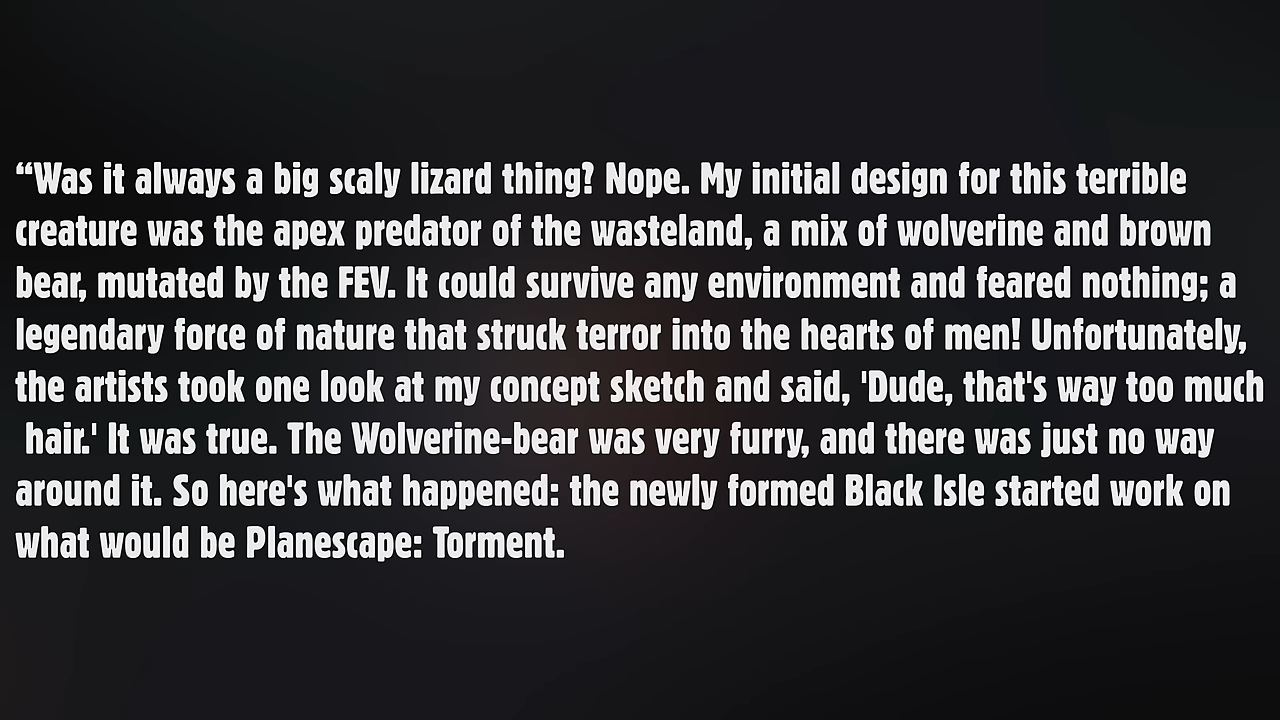 “Was it always a big scaly lizard thing? Nope. My initial design for this terrible
creature was the apex predator of the wasteland, a mix of wolverine and brown
bear, mutated by the FEV. It could survive any environment and feared nothing; a
legendary force of nature that struck terror into the hearts of men! Unfortunately,
the artists took one look at my concept sketch and said, 'Dude, that's way too much
hair.' It was true. The Wolverine-bear was very furry, and there was just no way
around it. So here's what happened: the newly formed Black Isle started work on
what would be Planescape: Torment.